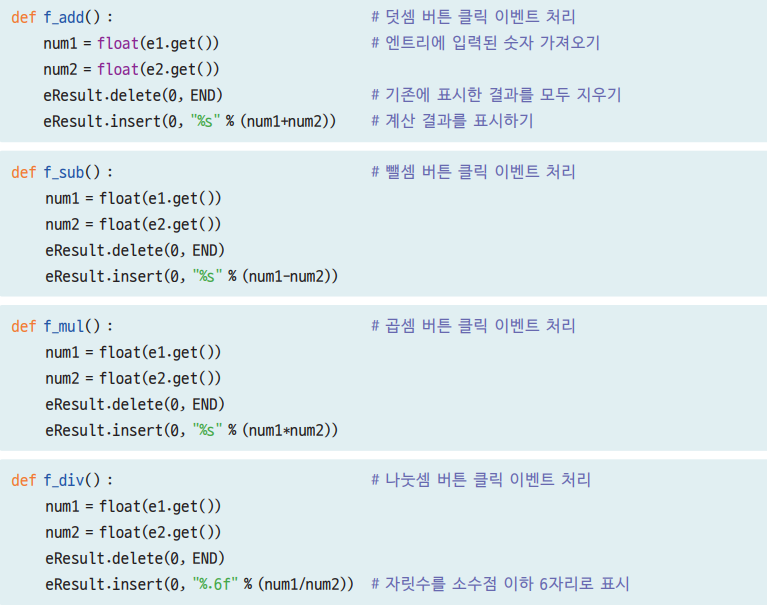 def f_add() : # 덧셈 버튼 클릭 이벤트 처리
num1 = float(e1.get()) # 엔트리에 입력된 숫자 가져오기
num2 = float(e2.get())
eResult.delete(0, END) # 기존에 표시한 결과를 모두 지우기
eResult.insert(0, "%s" % (num1+num2)) # 계산 결과를 표시하기
def f_sub() : # 뺄셈 버튼 클릭 이벤트 처리
num1 = float(e1.get())
num2 = float(e2.get())
eResult.delete(0, END)
eResult.insert(0, "%s" % (num1-num2))
def f_mul() : # 곱셈 버튼 클릭 이벤트 처리
num1 = float(e1.get())
num2 = float(e2.get())
eResult.delete(0, END)
eResult.insert(0, "%s" % (num1*num2))
def f_div() : # 나눗셈 버튼 클릭 이벤트 처리
num1 = float(e1.get())
num2 = float(e2.get())
eResult.delete(0, END)
eResult.insert(0, "%.6f" % (num1/num2)) # 자릿수를 소수점 이하 6자리로 표시